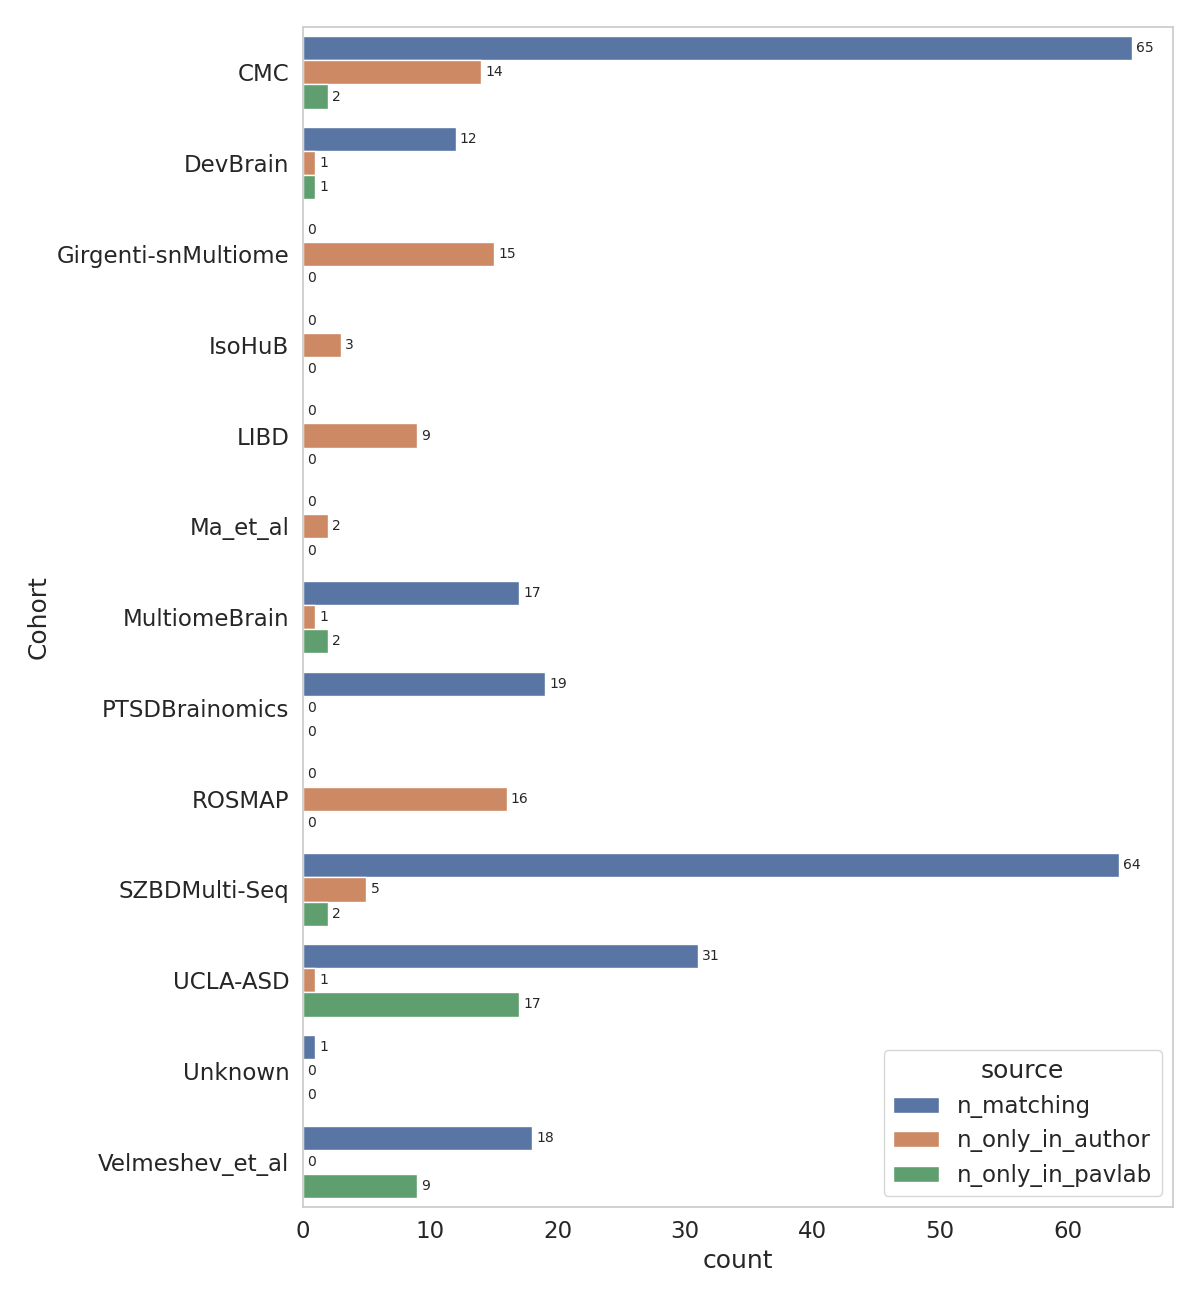 CMC
65
14
2
DevBrain
12
1
1
Girgenti-snMultiome
0
15
0
IsoHuB
0
3
0
LIBD
0
9
0
Ma_et_al
0
2
0
MultiomeBrain
17
1
2
PTSDBrainomics
19
0
0
ROSMAP
0
16
0
SZBDMulti-Seq
64
5
2
UCLA-ASD
31
1
17
Unknown
1
0
0
Velmeshev_et_al
18
0
9
Cohort
source
n_matching
n_only_in_author
n_only_in_pavlab
0 10 20 30 40 50 60
count